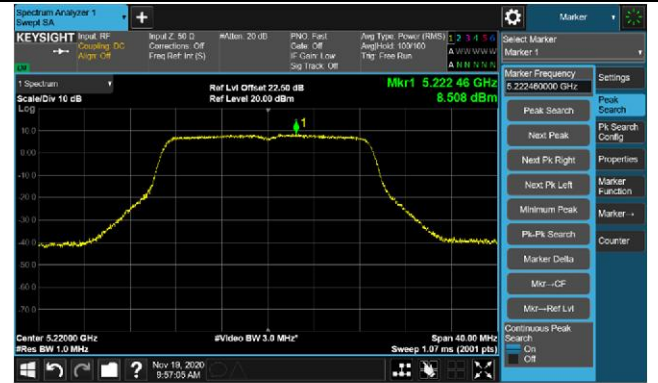 Spectrum Analyzer 1
Swept SA
Marker
KEYSIGHT
Input: RF
Coupling: DC
Align: Off
Input Z: 50 Ω
Corrections: Off
Freq Ref: Int (S)
#Atten: 20 dB
PNO: Fast
Gate: Off
IF Gain: Low
Sig Track: Off
Avg Type: Power (RMS)
Avg|Hold: 100/100
Trig: Free Run
1 2 3 4 5 6
A W W W W W
A N N N N N
Select Marker
Marker 1
1 Spectrum
Scale/Div 10 dB
Log
Ref Lvl Offset 22.50 dB
Ref Level 20.00 dBm
Mkr1 5.222 46 GHz
8.508 dBm
1
10.0
0.00
-10.0
-20.0
-30.0
-40.0
-50.0
-60.0
-70.0
Center 5.22000 GHz
#Res BW 1.0 MHz
#Video BW 3.0 MHz*
Span 40.00 MHz
Sweep 1.07 ms (2001 pts)
Marker Frequency
5.222460000 GHz
Peak Search
Next Peak
Next Pk Right
Next Pk Left
Minimum Peak
Pk-Pk Search
Marker Delta
Mkr→CF
Mkr→Ref Lvl
Continuous Peak
Search
On
Off
Settings
Peak
Search
Pk Search
Config
Properties
Marker
Function
Marker→
Counter
?
Nov 19, 2020
9:57:05 AM